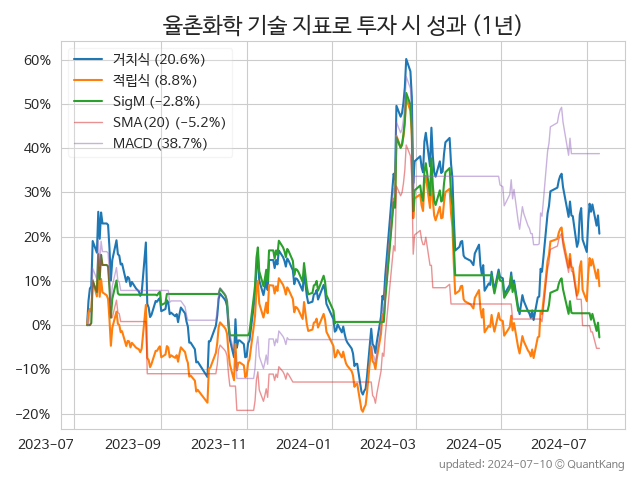 율촌화학 기술 지표로 투자 시 성과 (1년)
60%
50%
40%
30%
20%
10%
0%
−10%
−20%
거치식 (20.6%)
적립식 (8.8%)
SigM (−2.8%)
SMA(20) (−5.2%)
MACD (38.7%)
2023-07
2023-09
2023-11
2024-01
2024-03
2024-05
2024-07
updated: 2024-07-10 © QuantKang